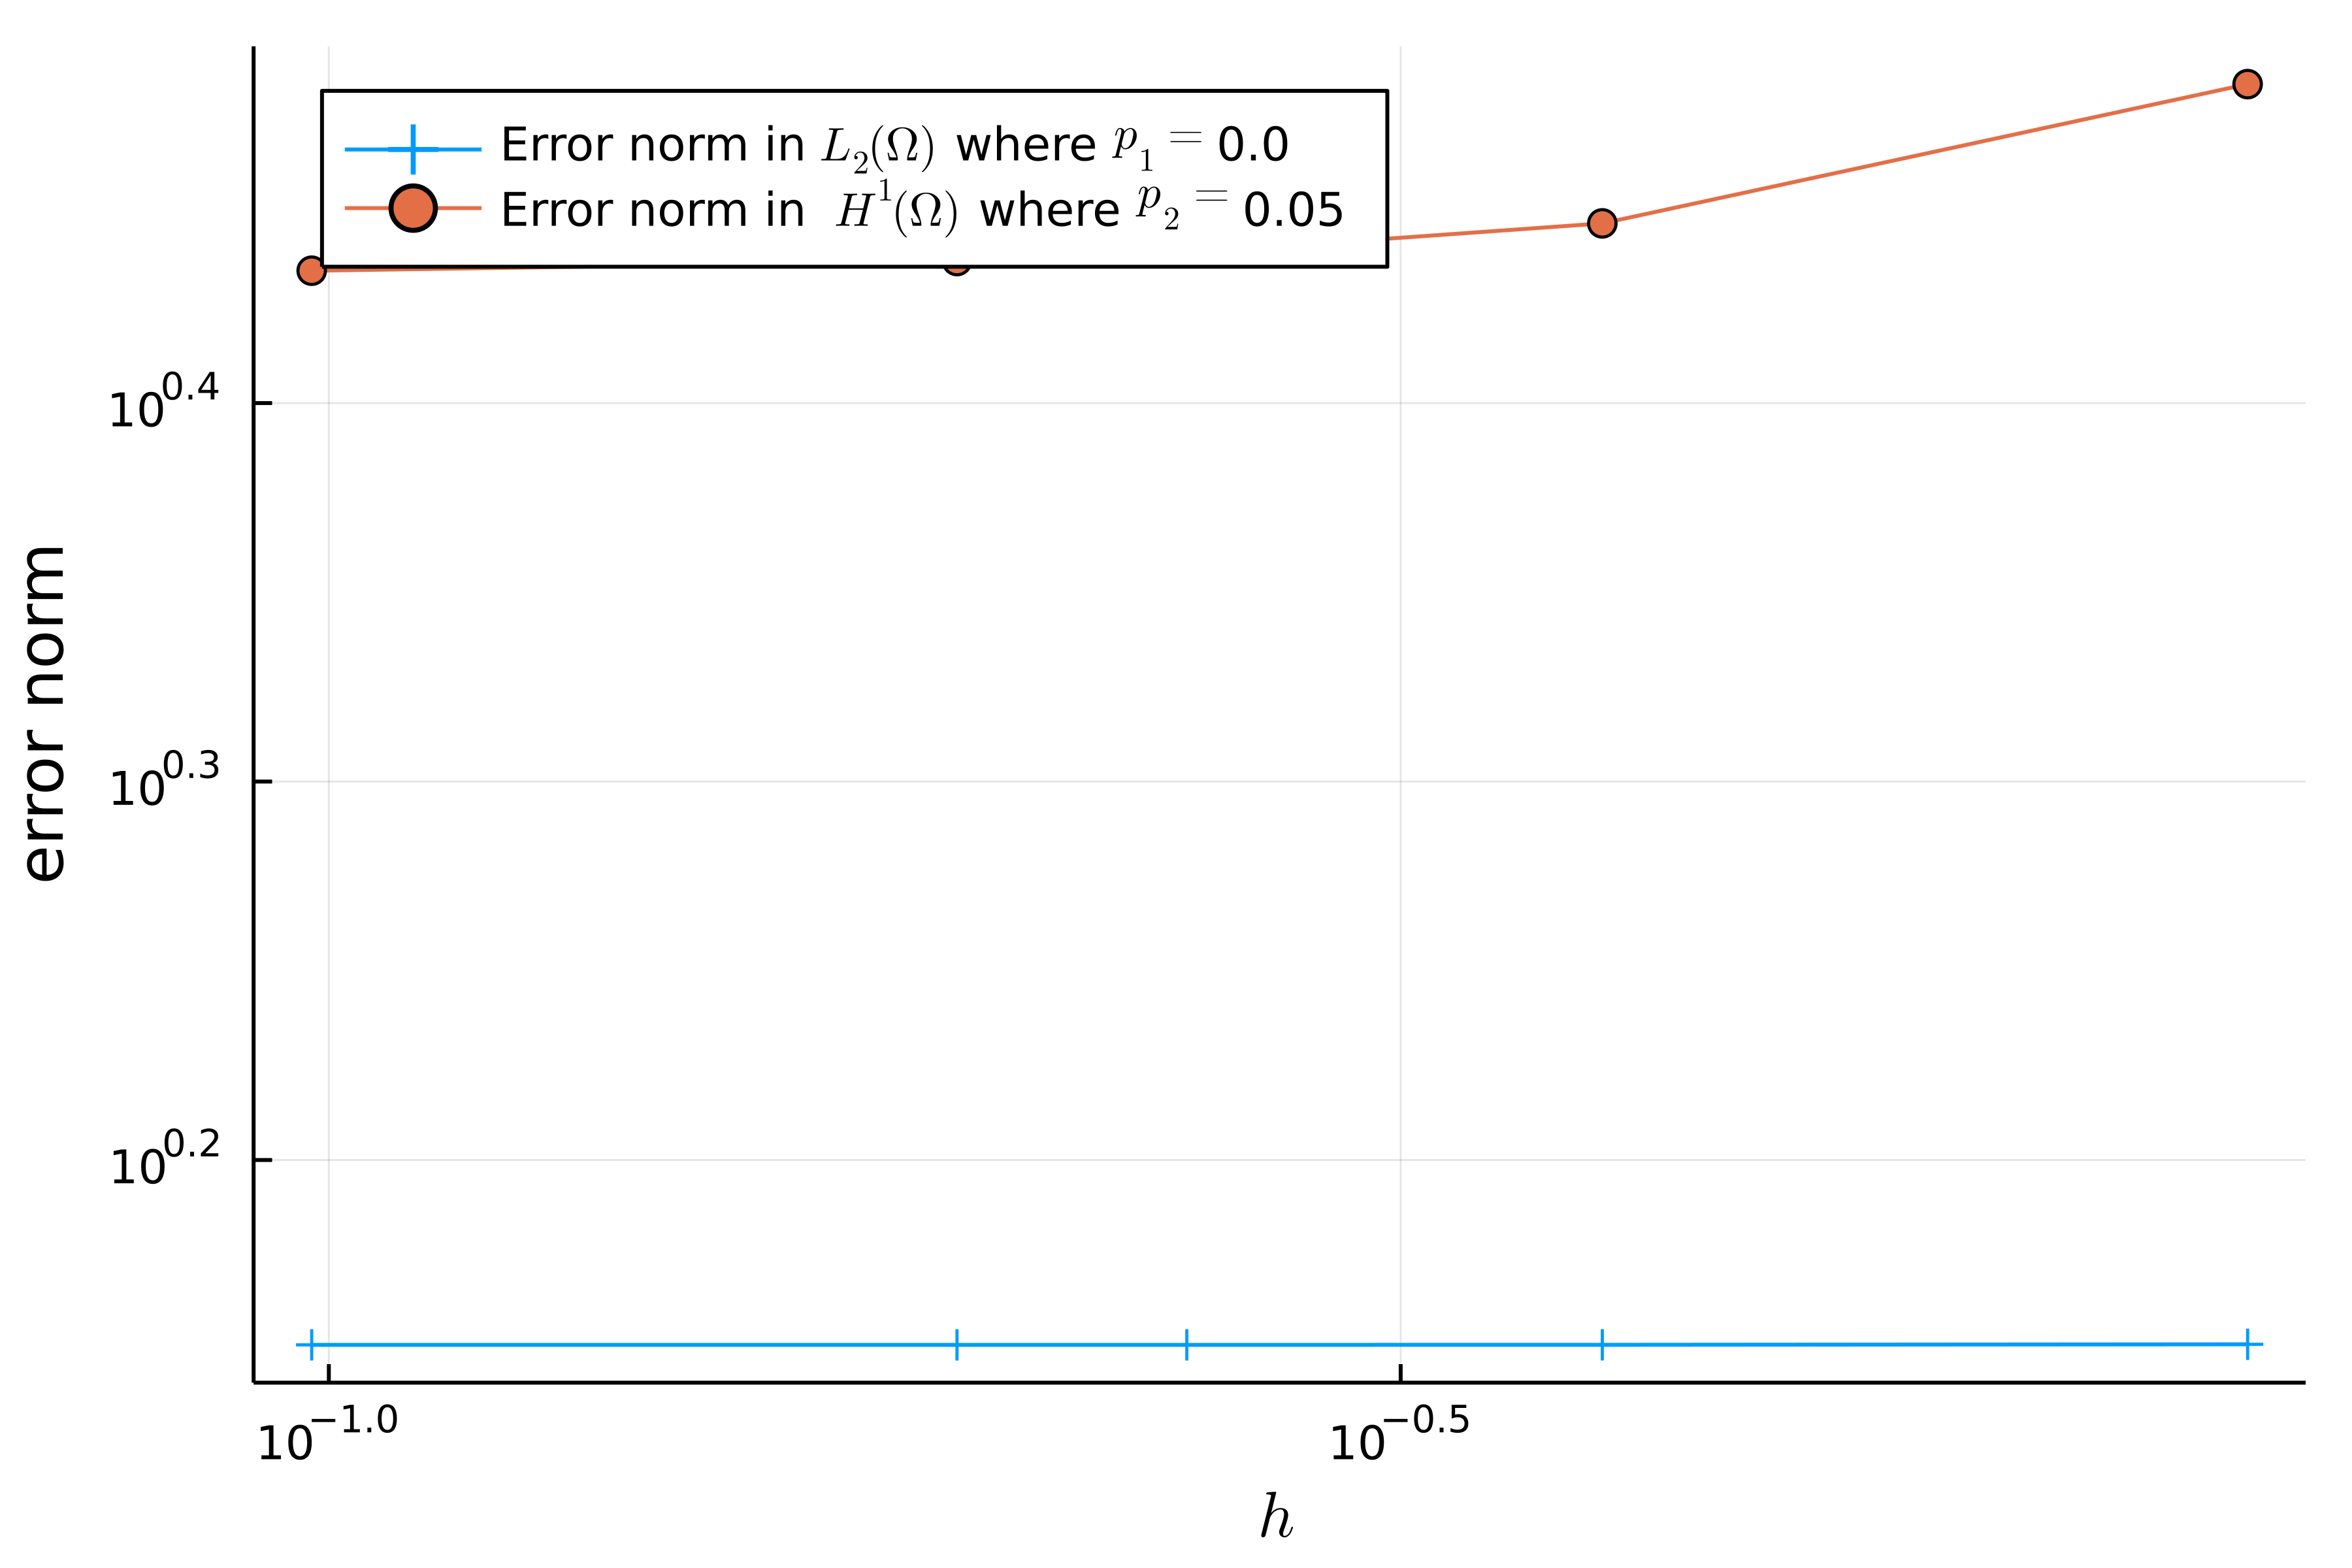 Error norm in L₂(Ω) where p₁ = 0.0
Error norm in H¹(Ω) where p₂ = 0.05
10^0.4
10^0.3
10^0.2
error norm
10^−1.0
10^−0.5
h